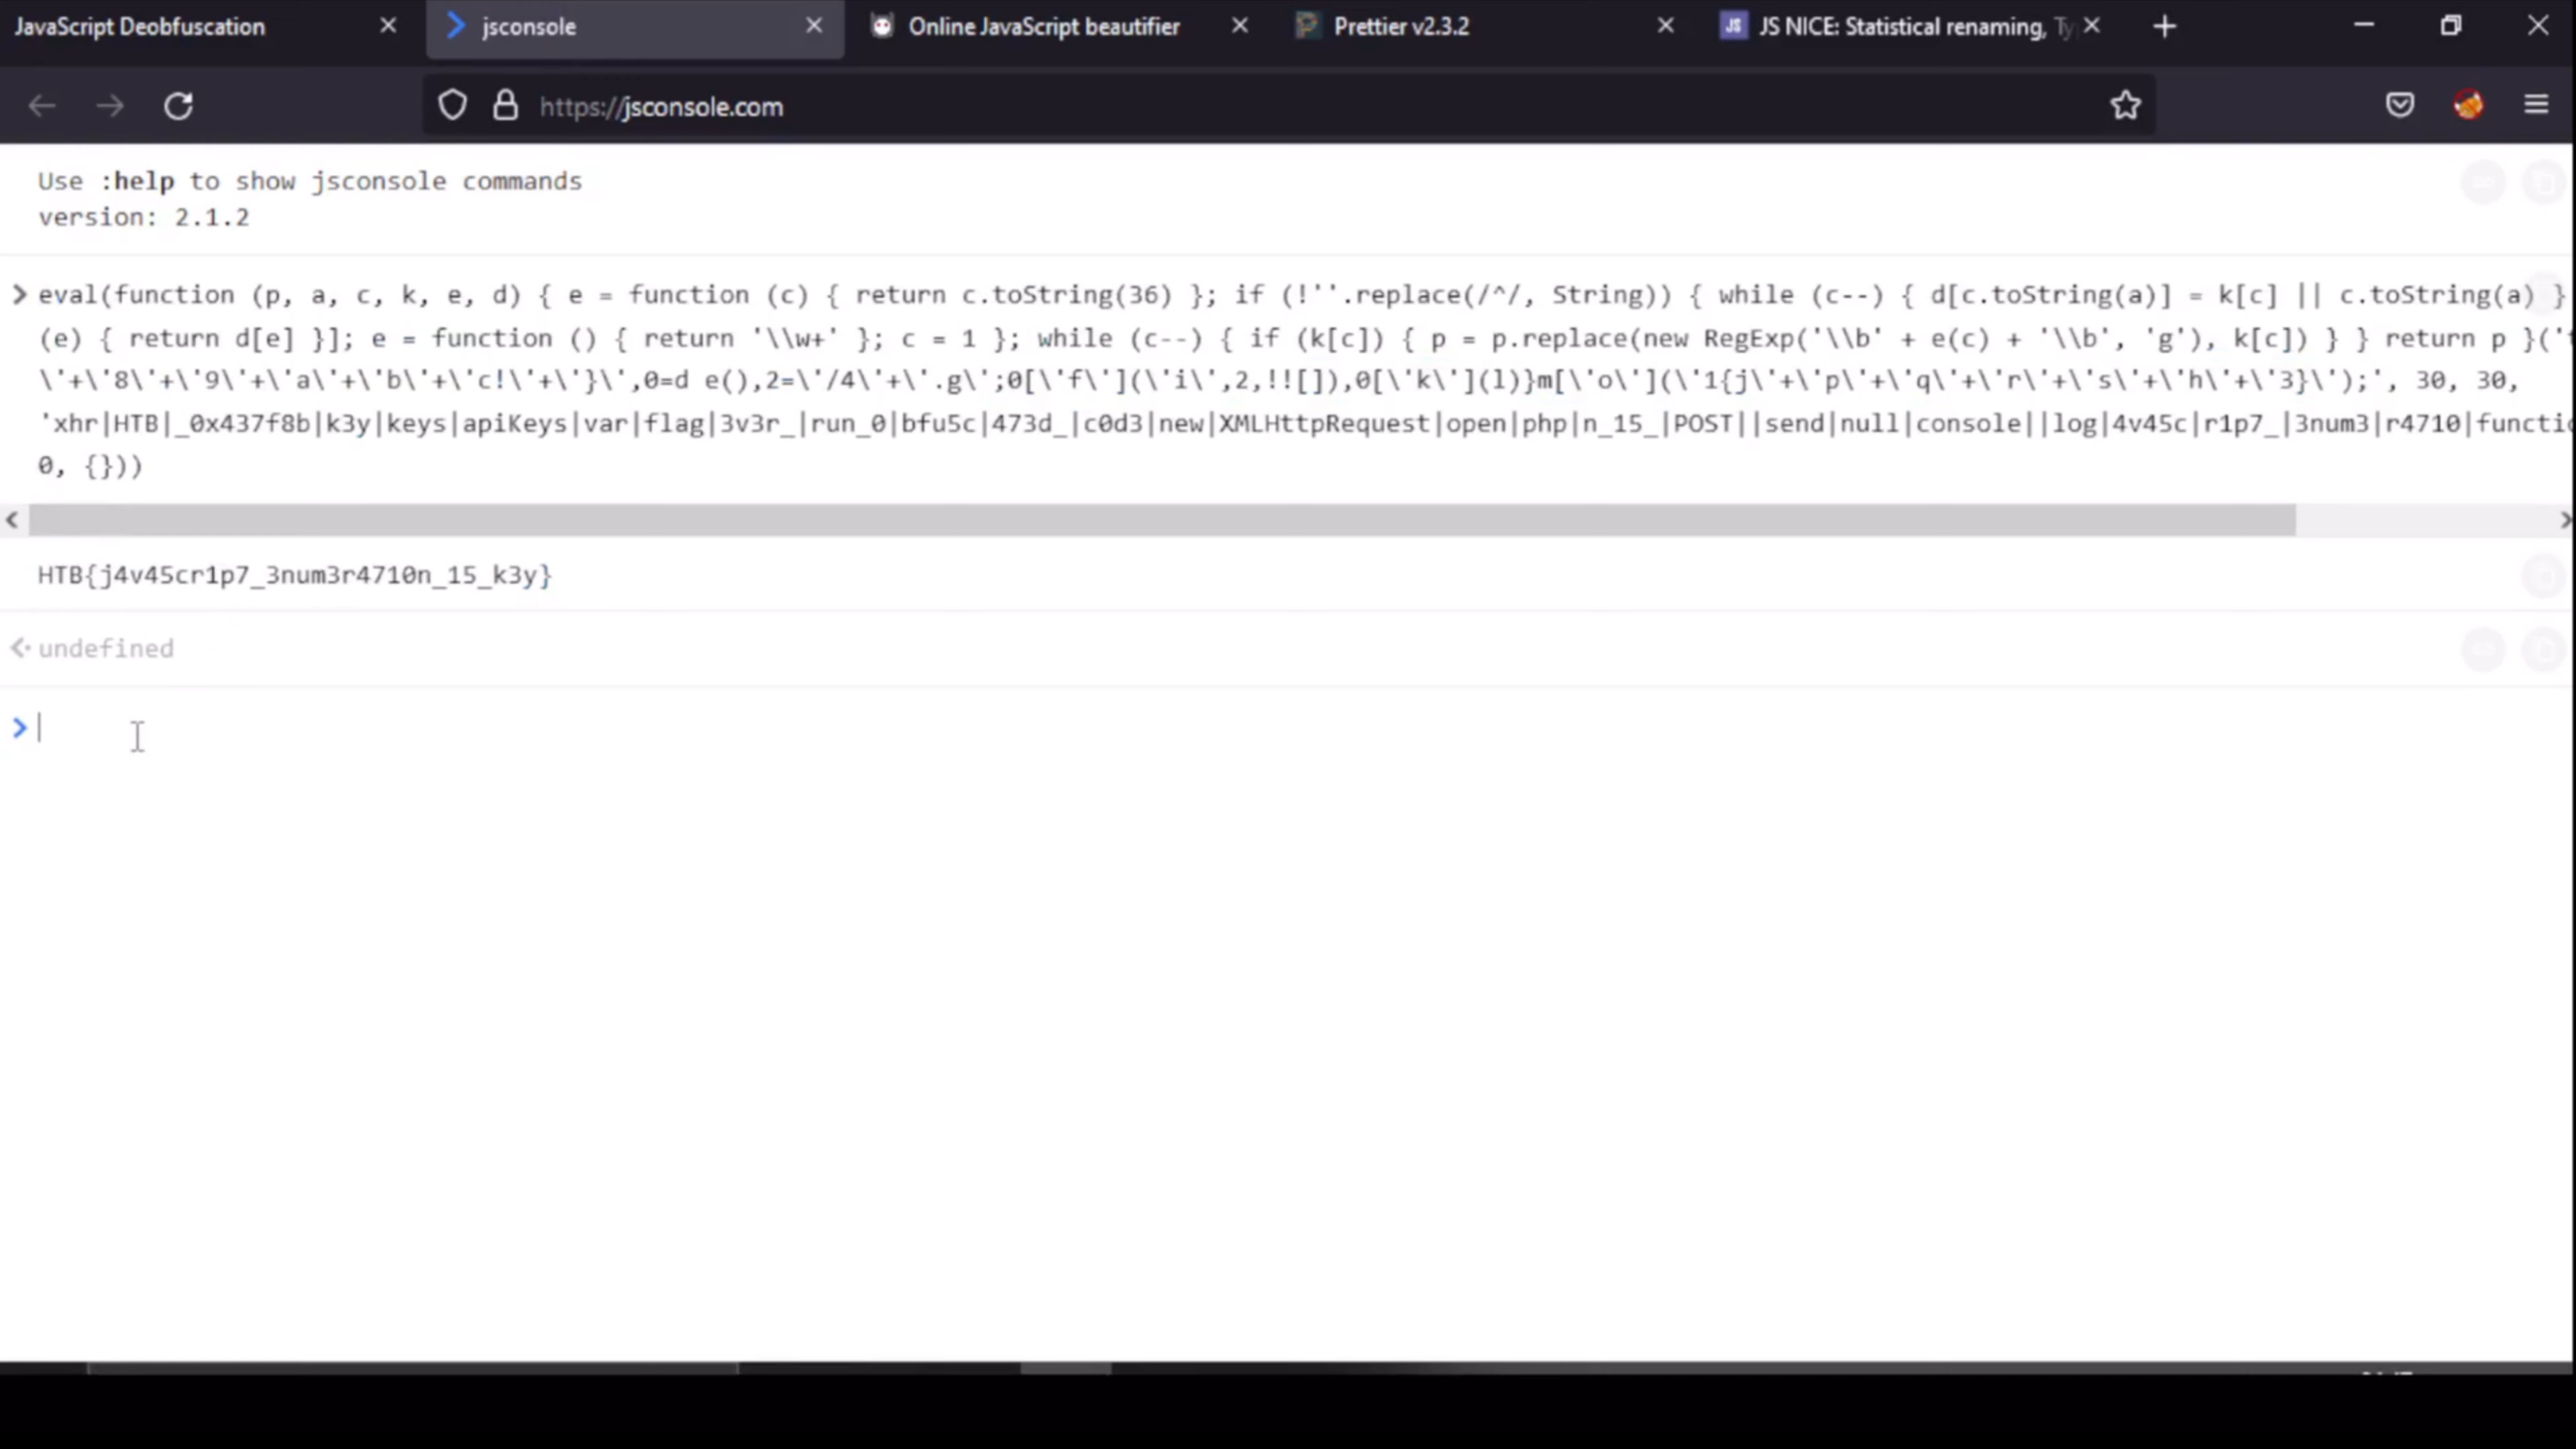 JavaScript Deobfuscation
jsconsole
Online JavaScript beautifier
Prettier v2.3.2
JS NICE: Statistical renaming, Ty
https://jsconsole.com
Use :help to show jsconsole commands
version: 2.1.2
eval(function (p, a, c, k, e, d) { e = function (c) { return c.toString(36) }; if (!''.replace(/^/, String)) { while (c--) { d[c.toString(a)] = k[c] || c.toString(a) }
(e) { return d[e] }]; e = function () { return '\\w+' }; c = 1 }; while (c--) { if (k[c]) { p = p.replace(new RegExp('\\b' + e(c) + '\\b', 'g'), k[c]) } } return p }('
\'+\'8\'+\'9\'+\'a\'+\'b\'+\'c!\'+\'}\',0=d e(),2=\'/4\'+\'.g\';0[\'f\'](\'i\',2,!![]),0[\'k\'](l)}m[\'o\'](\'1{j\'+\'p\'+\'q\'+\'r\'+\'s\'+\'h\'+\'3}\');', 30, 30,
'xhr|HTB|_0x437f8b|k3y|keys|apiKeys|var|flag|3v3r_|run_0|bfu5c|473d_|c0d3|new|XMLHttpRequest|open|php|n_15_|POST||send|null|console||log|4v45c|r1p7_|3num3|r4710|functio
0, {}))
HTB{j4v45cr1p7_3num3r4710n_15_k3y}
undefined